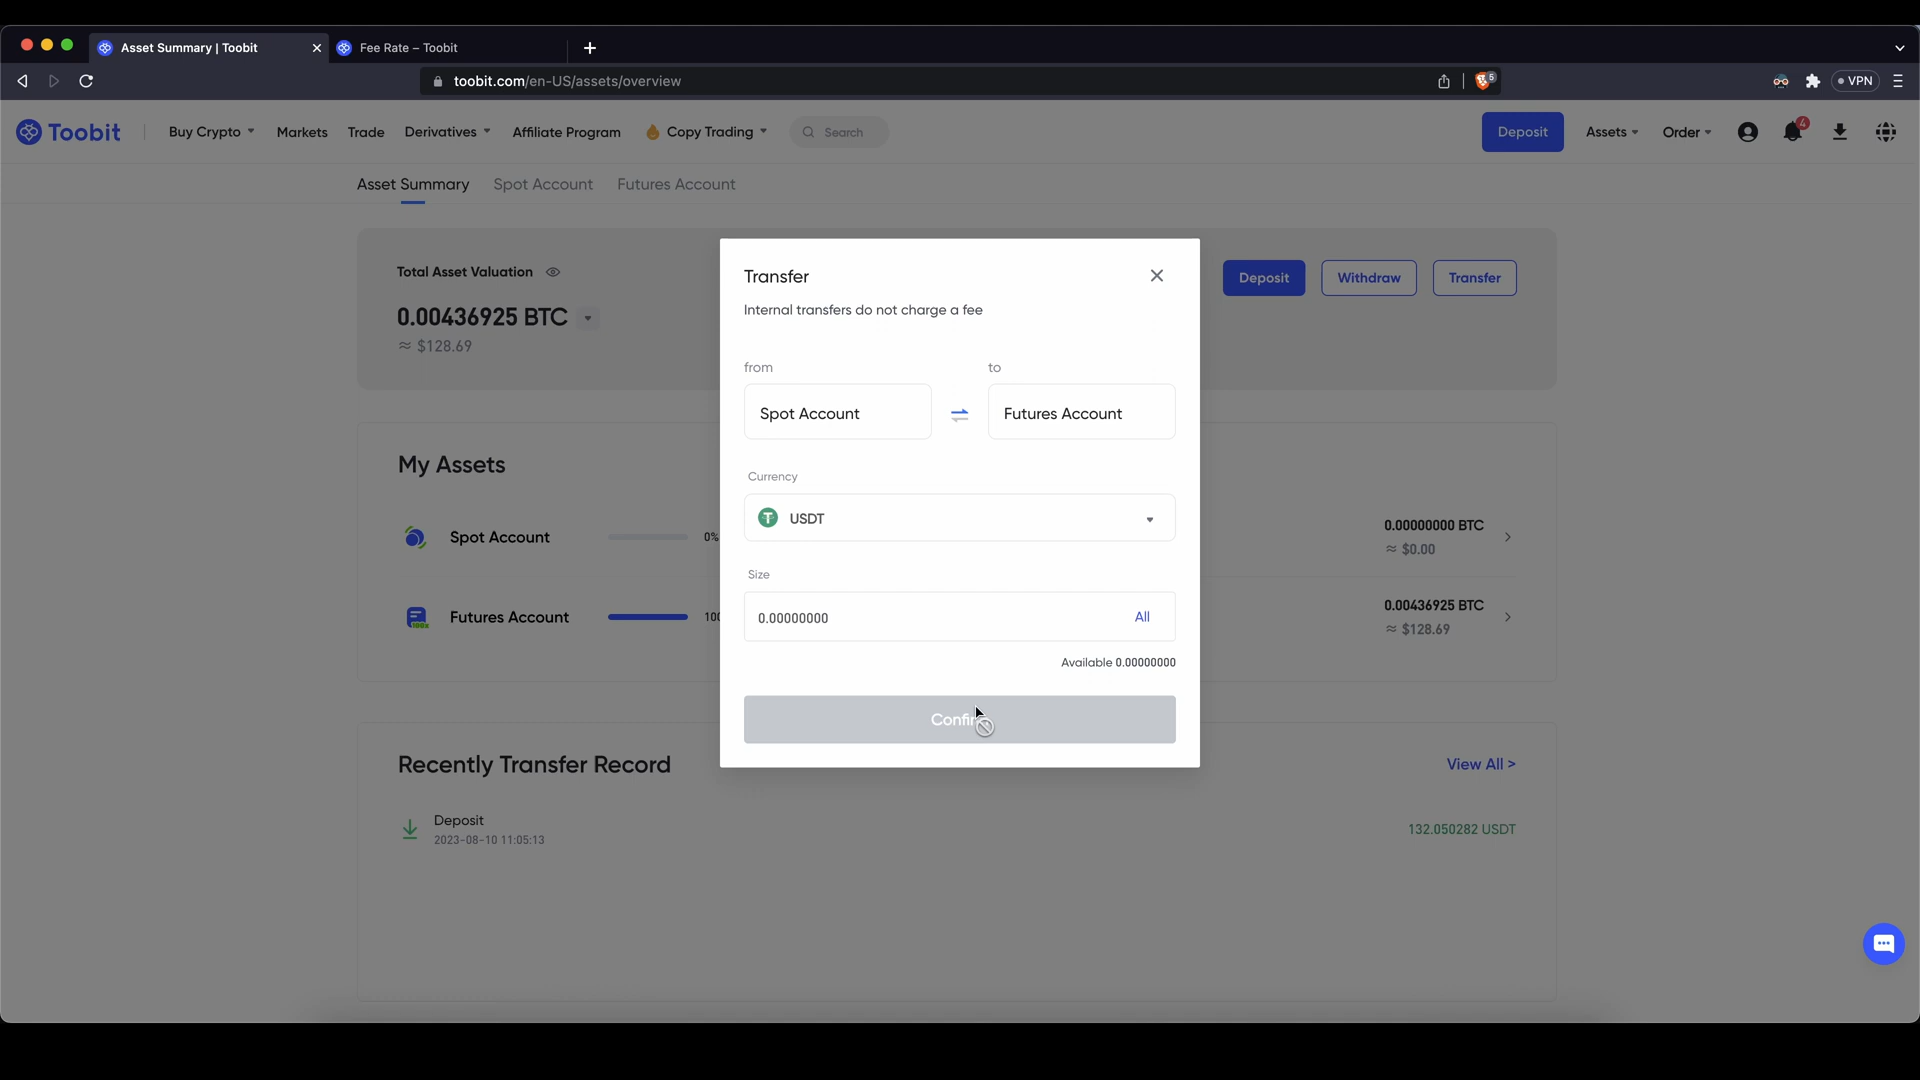 Asset Summary | Toobit
Fee Rate – Toobit
toobit.com/en-US/assets/overview
5
VPN
Toobit
Buy Crypto
Markets
Trade
Derivatives
Affiliate Program
Copy Trading
Search
Deposit
Assets
Order
4
Asset Summary
Spot Account
Futures Account
Total Asset Valuation
0.00436925 BTC
≈ $128.69
Deposit
Withdraw
Transfer
Transfer
Internal transfers do not charge a fee
from
to
Spot Account
Futures Account
Currency
USDT
Size
0.00000000
All
Available 0.00000000
My Assets
Spot Account
0%
0.00000000 BTC
≈ $0.00
Futures Account
100
0.00436925 BTC
≈ $128.69
Recently Transfer Record
View All >
Deposit
2023-08-10 11:05:13
132.050282 USDT